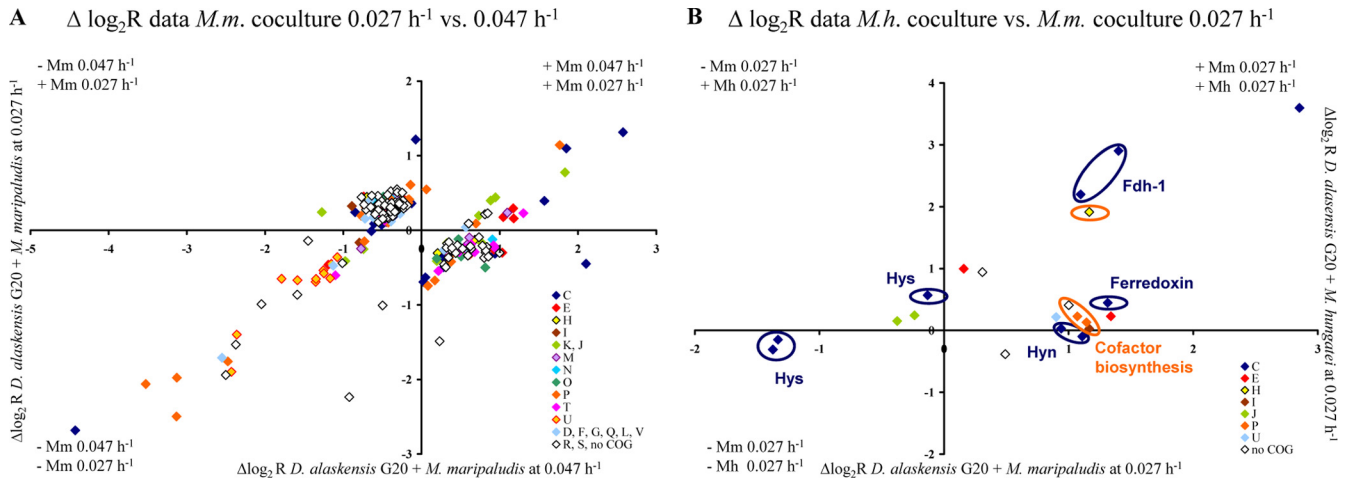 A
Δ log₂R data M.m. coculture 0.027 h⁻¹ vs. 0.047 h⁻¹
- Mm 0.047 h⁻¹
+ Mm 0.027 h⁻¹
+ Mm 0.047 h⁻¹
+ Mm 0.027 h⁻¹
Δlog₂ R D. alaskensis G20 + M. maripaludis at 0.027 h⁻¹
2
1
0
-1
-2
-3
-5
-4
-3
-2
-1
0
1
2
3
C
E
H
I
K, J
M
N
O
P
T
U
D, F, G, Q, L, V
R, S, no COG
- Mm 0.047 h⁻¹
- Mm 0.027 h⁻¹
Δlog₂ R D. alaskensis G20 + M. maripaludis at 0.047 h⁻¹
B
Δ log₂R data M.h. coculture vs. M.m. coculture 0.027 h⁻¹
- Mm 0.027 h⁻¹
+ Mh 0.027 h⁻¹
+ Mm 0.027 h⁻¹
+ Mh 0.027 h⁻¹
Δlog₂ R D. alaskensis G20 + M. hungatei at 0.027 h⁻¹
4
3
2
1
0
-1
-2
-2
-1
0
1
2
3
Fdh-1
Hys
Ferredoxin
Hys
Hyn
Cofactor
biosynthesis
C
E
H
I
J
P
U
no COG
- Mm 0.027 h⁻¹
- Mh 0.027 h⁻¹
Δlog₂R D. alaskensis G20 + M. maripaludis at 0.027 h⁻¹